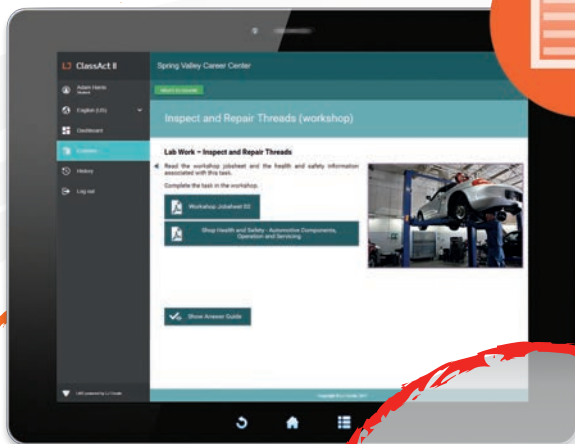 ClassAct II
Spring Valley Career Center
Adam Harris
English (US)
Dashboard
History
Log out
Inspect and Repair Threads (workshop)
Lab Work – Inspect and Repair Threads
Read the workshop jobsheet and the health and safety information
associated with this task.
Complete the task in the workshop.
Workshop Jobsheet 53
Shop Health and Safety - Automotive Components,
Operation and Servicing
Show Answer Guide